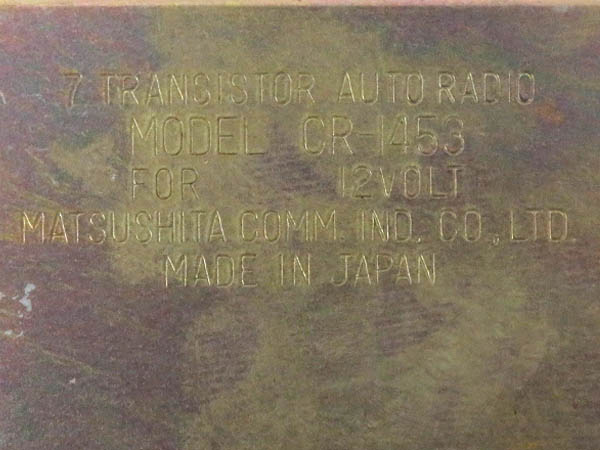 7 TRANSISTOR AUTO RADIO
MODEL CR-1453
FOR 12VOLT
MATSUSHITA COMM. IND. CO., LTD.
MADE IN JAPAN